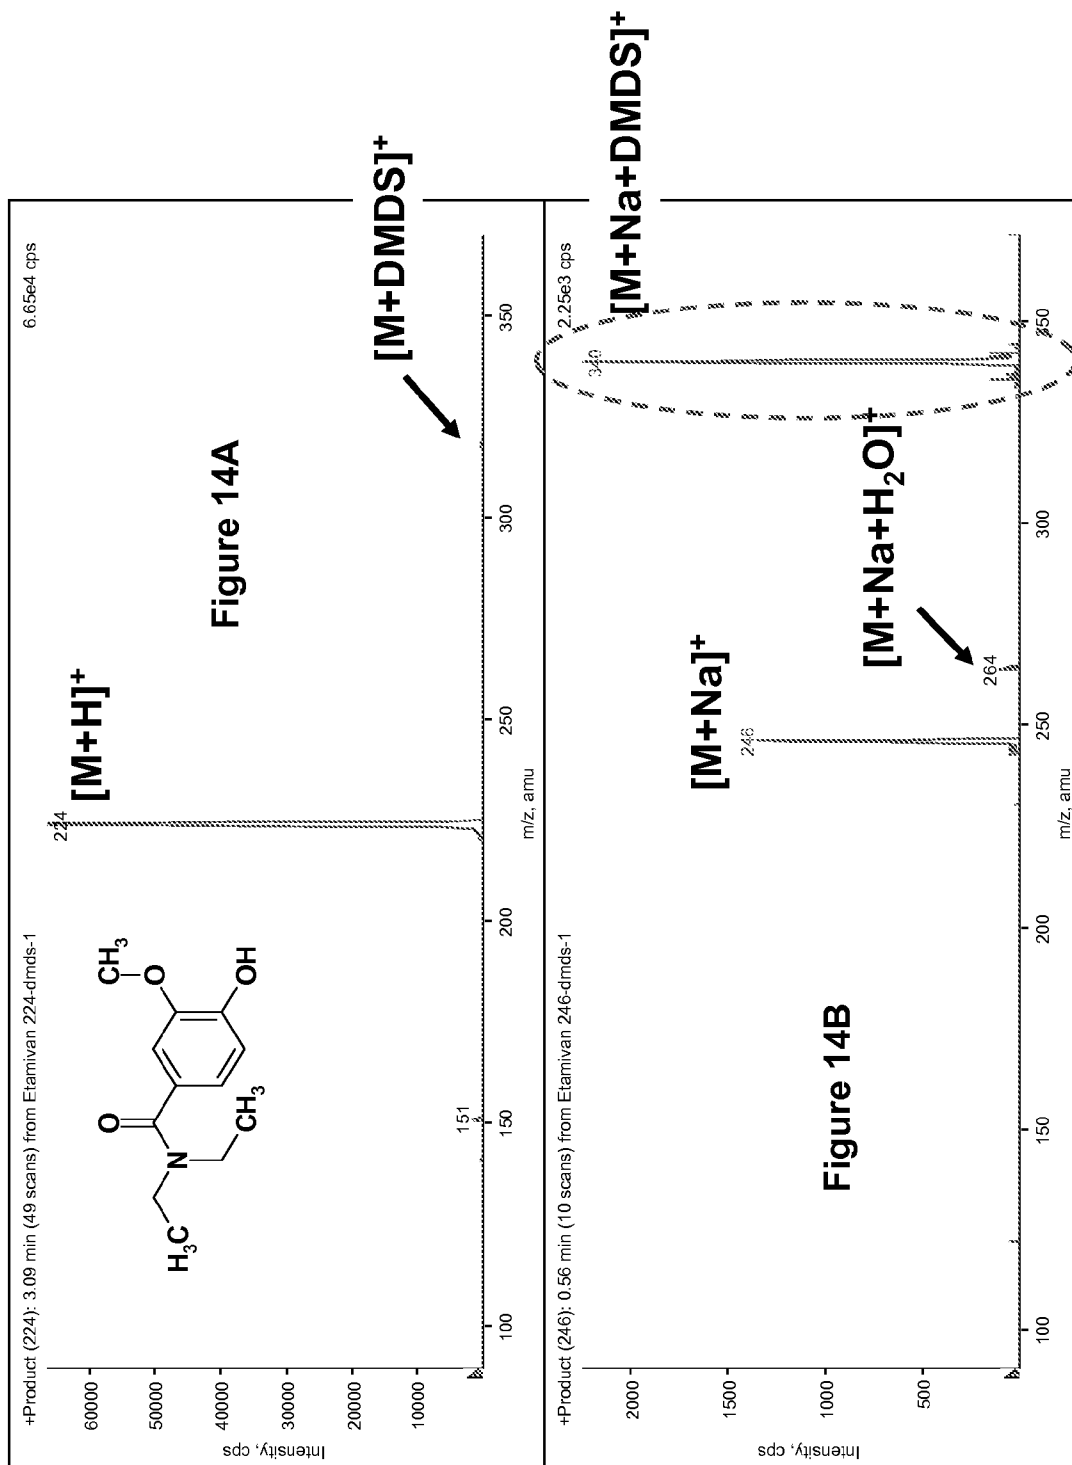 +Product (224): 3.09 min (49 scans) from Etamivan 224-dmds-1
6.65e4 cps
[M+H]+
224
[M+DMDS]+
Figure 14A
151
CH3
O
OH
O
N
CH3
H3C
60000
50000
40000
30000
20000
10000
Intensity, cps
100
150
200
250
300
350
m/z, amu
+Product (246): 0.56 min (10 scans) from Etamivan 246-dmds-1
2.25e3 cps
[M+Na+DMDS]+
340
[M+Na]+
246
[M+Na+H2O]+
264
Figure 14B
2000
1500
1000
500
Intensity, cps
100
150
200
250
300
350
m/z, amu